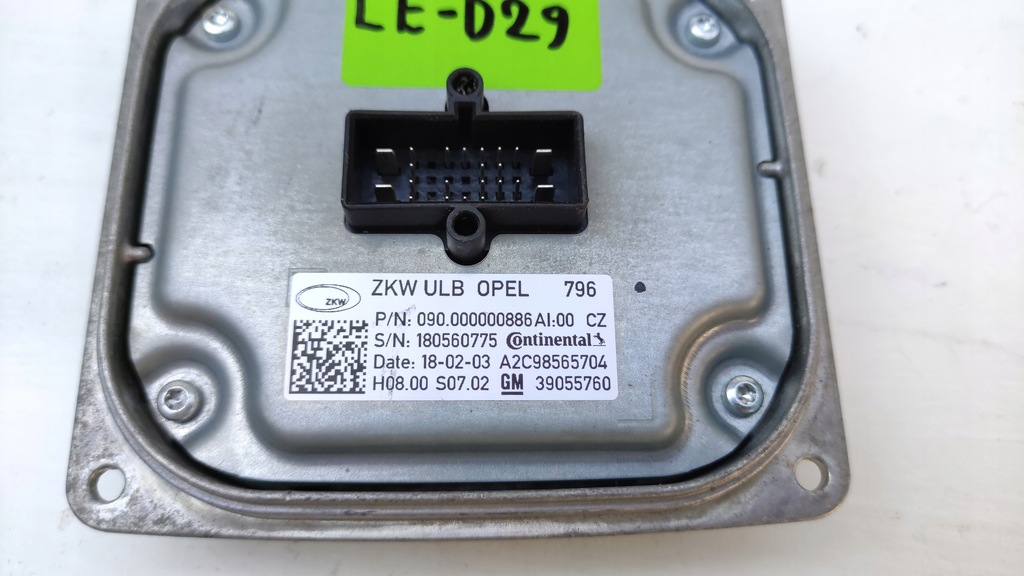 LE-D29
ZKW
ZKW ULB OPEL 796
P/N: 090.000000886 AI:00 CZ
S/N: 180560775 Continental
Date: 18-02-03 A2C98565704
H08.00 S07.02 GM 39055760